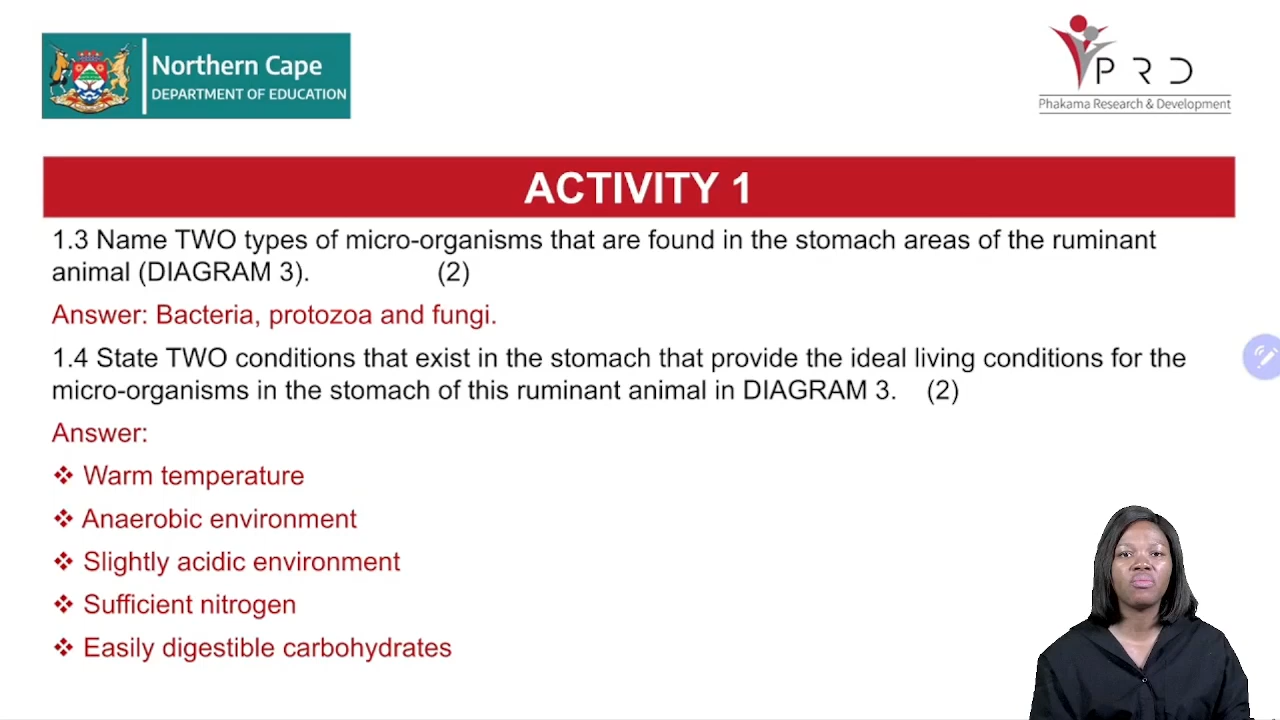 Northern Cape
DEPARTMENT OF EDUCATION
P R D
Phakama Research & Development
ACTIVITY 1
1.3 Name TWO types of micro-organisms that are found in the stomach areas of the ruminant
animal (DIAGRAM 3). (2)
Answer: Bacteria, protozoa and fungi.
1.4 State TWO conditions that exist in the stomach that provide the ideal living conditions for the
micro-organisms in the stomach of this ruminant animal in DIAGRAM 3. (2)
Answer:
❖ Warm temperature
❖ Anaerobic environment
❖ Slightly acidic environment
❖ Sufficient nitrogen
❖ Easily digestible carbohydrates